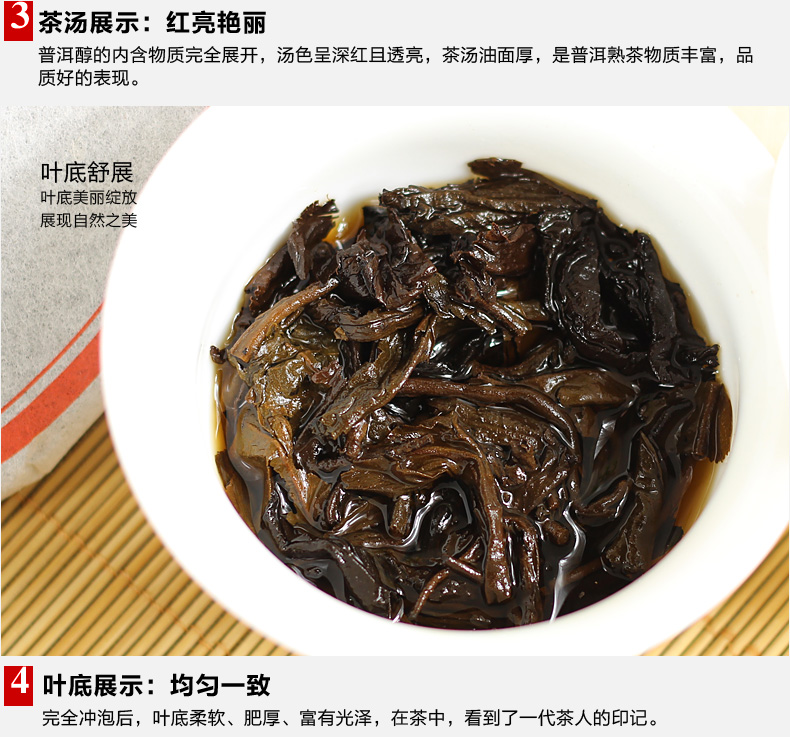 3 茶汤展示：红亮艳丽
普洱醇的内含物质完全展开，汤色呈深红且透亮，茶汤油面厚，是普洱熟茶物质丰富，品
质好的表现。
叶底舒展
叶底美丽绽放
展现自然之美
4 叶底展示：均匀一致
完全冲泡后，叶底柔软、肥厚、富有光泽，在茶中，看到了一代茶人的印记。